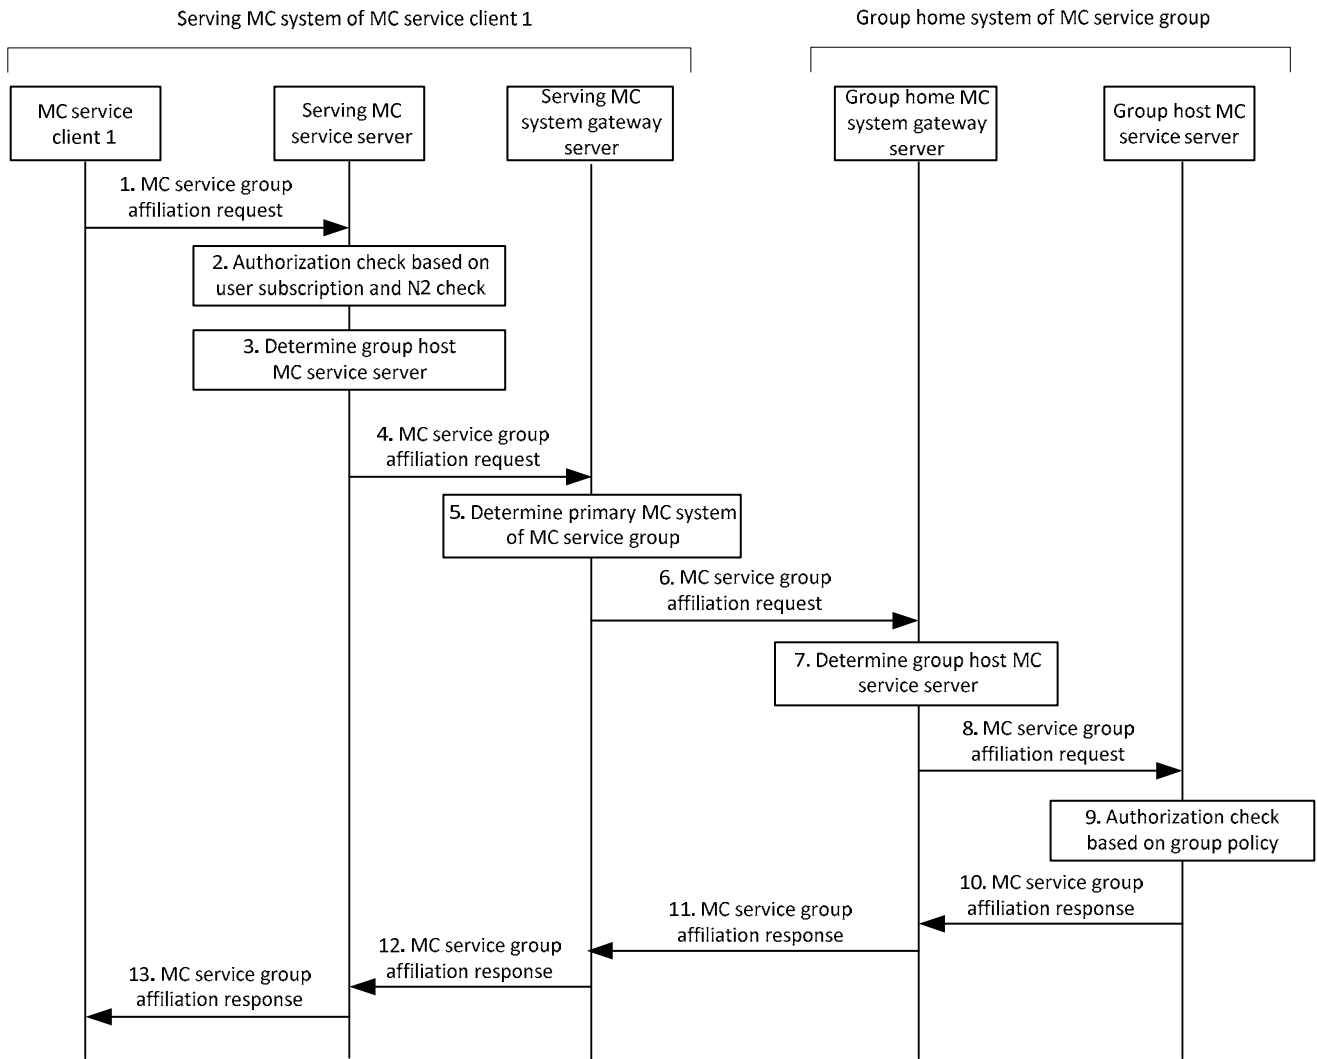 Serving MC system of MC service client 1
Group home system of MC service group
MC service
client 1
Serving MC
service server
Serving MC
system gateway
server
Group home MC
system gateway
server
Group host MC
service server
1. MC service group
affiliation request
2. Authorization check based on
user subscription and N2 check
3. Determine group host
MC service server
4. MC service group
affiliation request
5. Determine primary MC system
of MC service group
6. MC service group
affiliation request
7. Determine group host MC
service server
8. MC service group
affiliation request
9. Authorization check
based on group policy
10. MC service group
affiliation response
11. MC service group
affiliation response
12. MC service group
affiliation response
13. MC service group
affiliation response